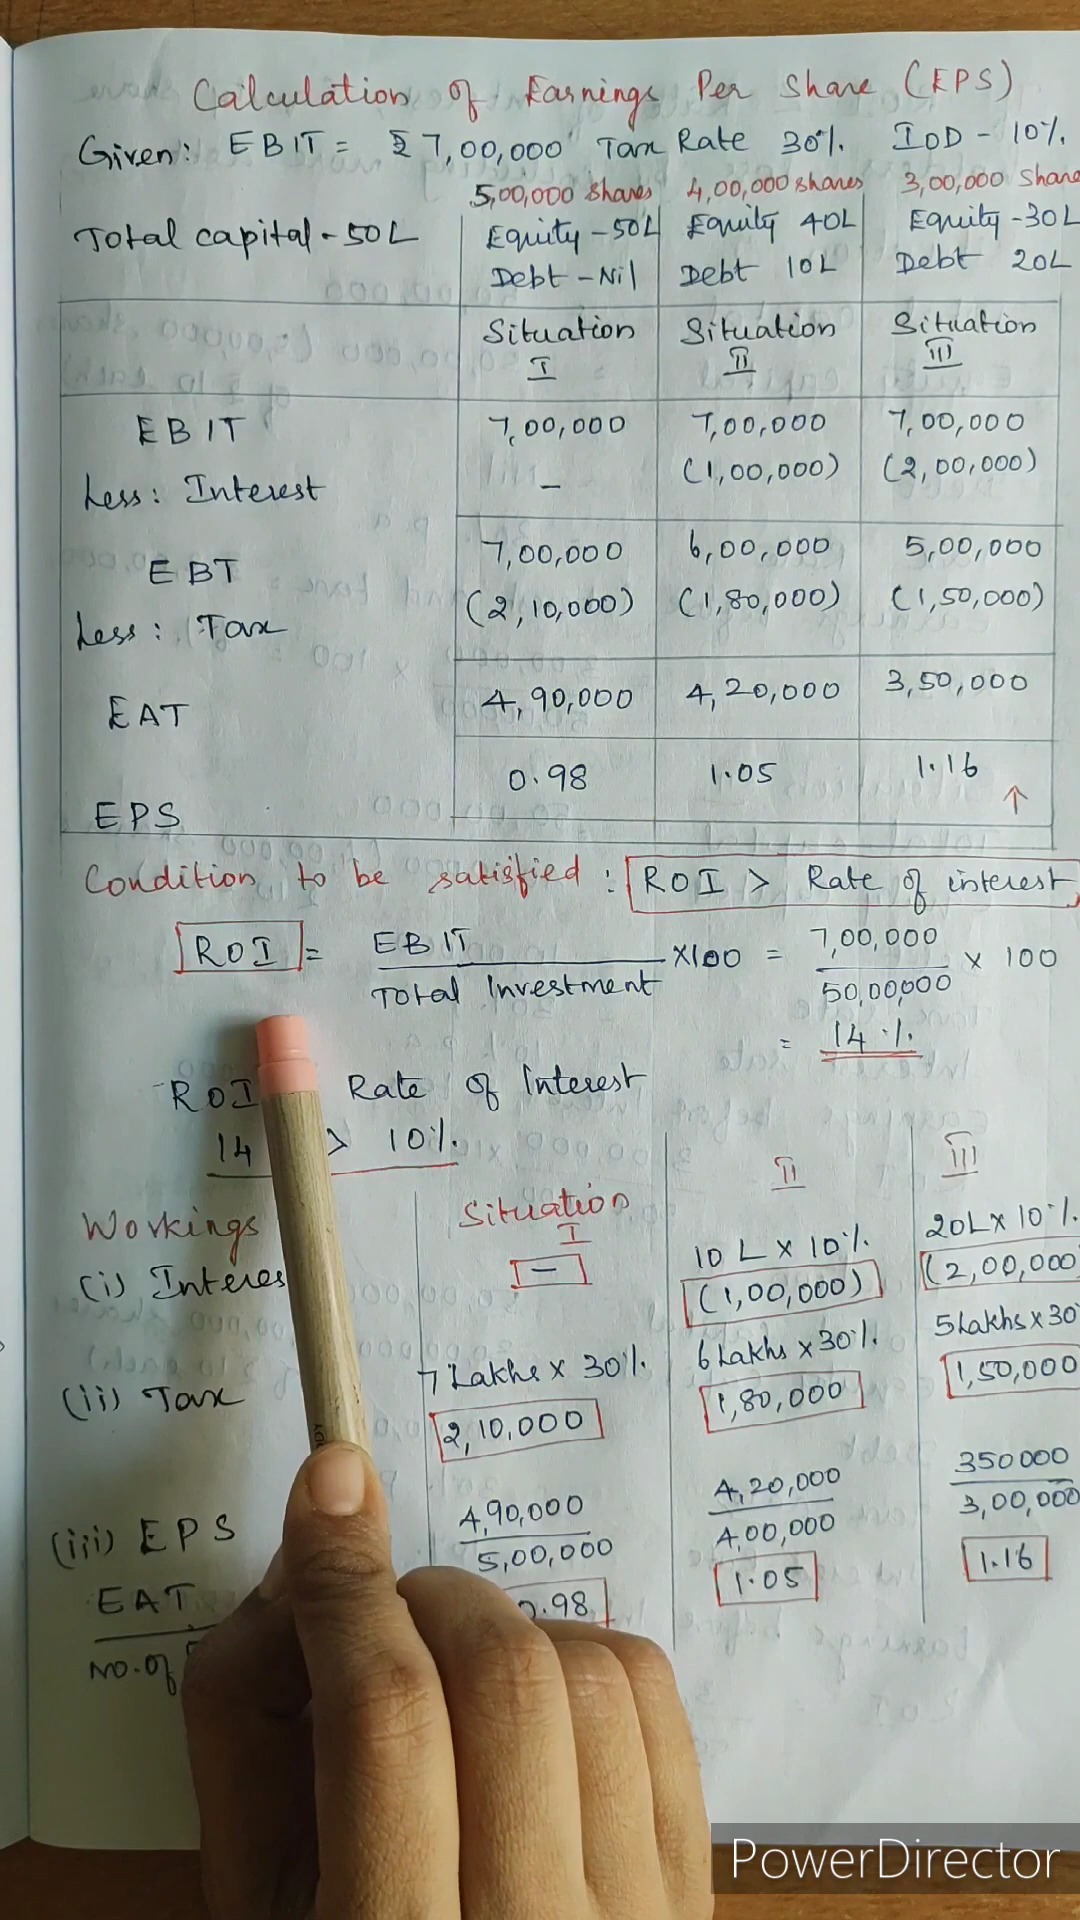 Calculation of Earnings Per Share (EPS)
Given: EBIT = ₹ 7,00,000 Tax Rate 30% IOD - 10%
5,00,000 shares 4,00,000 shares 3,00,000 Share
Total capital - 50L Equity - 50L Equity 40L Equity - 30L
Debt - Nil Debt 10L Debt 20L
Situation Situation Situation
I II III
EBIT 7,00,000 7,00,000 7,00,000
Less: Interest - (1,00,000) (2,00,000)
EBT 7,00,000 6,00,000 5,00,000
Less: Tax (2,10,000) (1,80,000) (1,50,000)
EAT 4,90,000 4,20,000 3,50,000
EPS 0.98 1.05 1.16 ↑
Condition to be satisfied: ROI > Rate of interest
ROI = EBIT / Total Investment ×100 = 7,00,000 / 50,00,000 × 100
= 14%
ROI Rate of Interest
14 > 10%
Workings Situation I II III
(i) Interes - 10 L × 10% 20L × 10%
(1,00,000) (2,00,000
(ii) Tax 7 Lakhs × 30% 6 Lakhs × 30% 5 Lakhs × 30
2,10,000 1,80,000 1,50,000
(iii) EPS 4,90,000 / 5,00,000 4,20,000 / 4,00,000 350000 / 3,00,000
EAT / No. of 0.98 1.05 1.16
PowerDirector